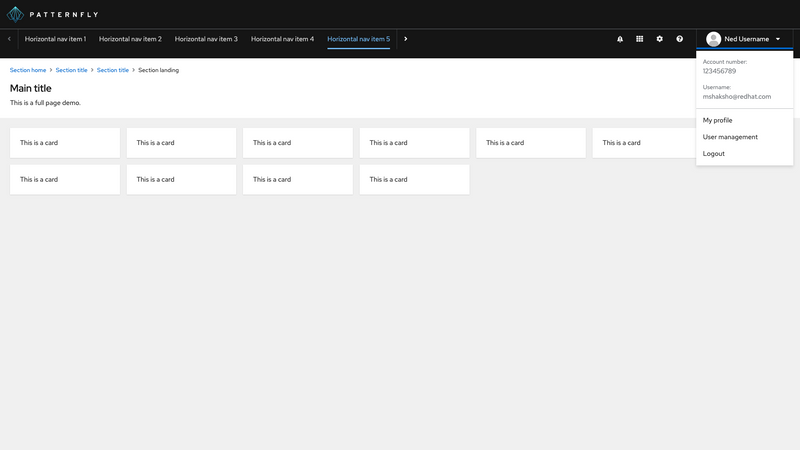 PATTERNFLY
Horizontal nav item 1 Horizontal nav item 2 Horizontal nav item 3 Horizontal nav item 4 Horizontal nav item 5 Ned Username
Account number:
123456789
Username:
mshaksho@redhat.com
My profile
User management
Logout
Section home Section title Section title Section landing
Main title
This is a full page demo.
This is a card This is a card This is a card This is a card This is a card This is a card
This is a card This is a card This is a card This is a card